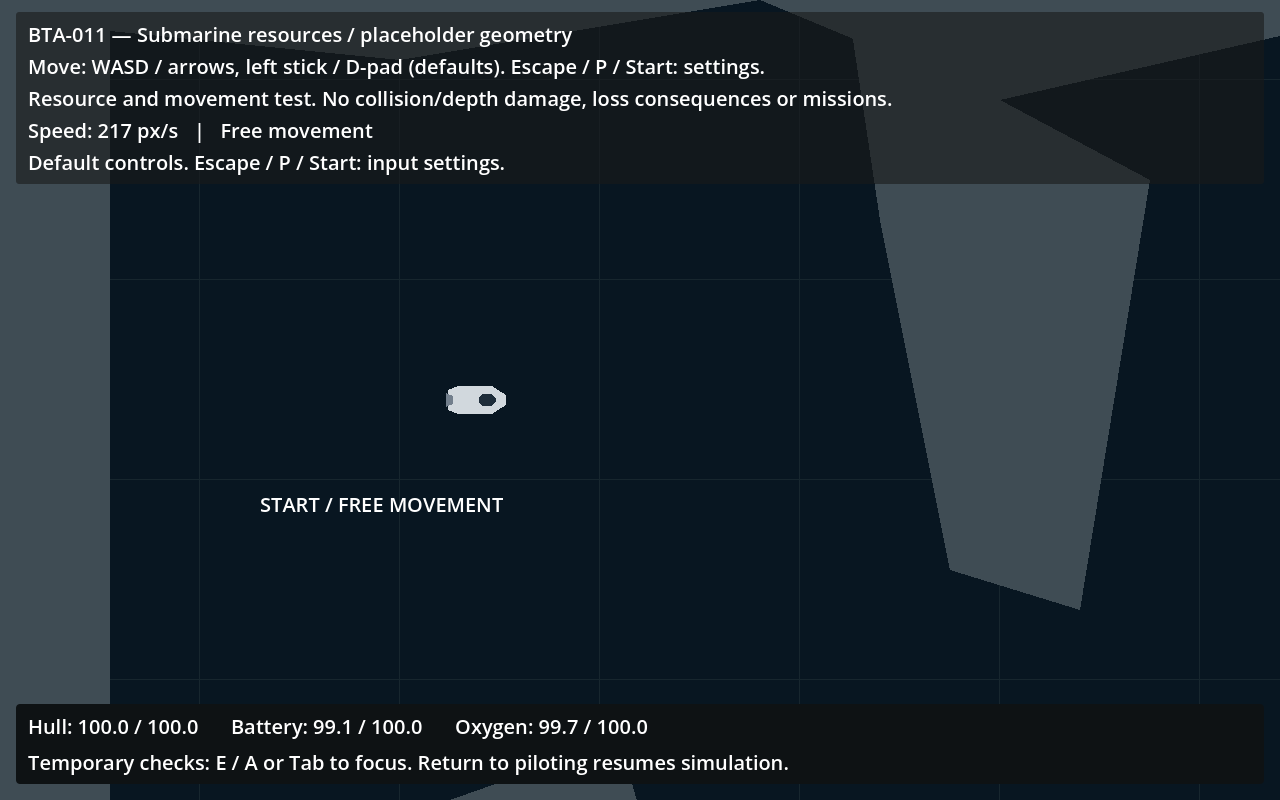 BTA-011 — Submarine resources / placeholder geometry
Move: WASD / arrows, left stick / D-pad (defaults). Escape / P / Start: settings.
Resource and movement test. No collision/depth damage, loss consequences or missions.
Speed: 217 px/s | Free movement
Default controls. Escape / P / Start: input settings.
START / FREE MOVEMENT
Hull: 100.0 / 100.0 Battery: 99.1 / 100.0 Oxygen: 99.7 / 100.0
Temporary checks: E / A or Tab to focus. Return to piloting resumes simulation.